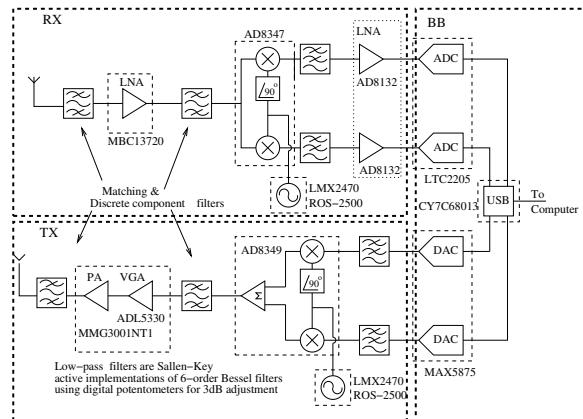 RX
BB
AD8347
LNA
ADC
LNA
AD8132
90°
MBC13720
ADC
AD8132
LTC2205
Matching &
Discrete component filters
LMX2470
ROS-2500
CY7C68013
USB
To
Computer
TX
AD8349
DAC
PA
VGA
Σ
90°
ADL5330
MMG3001NT1
DAC
MAX5875
Low-pass filters are Sallen-Key
active implementations of 6-order Bessel filters
using digital potentometers for 3dB adjustment
LMX2470
ROS-2500